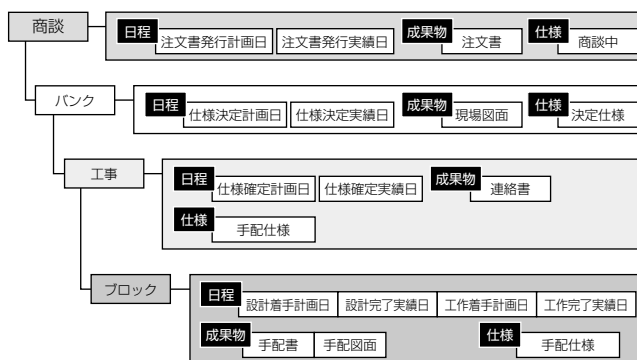 商談 日程 注文書発行計画日 注文書発行実績日 成果物 注文書 仕様 商談中
バンク 日程 仕様決定計画日 仕様決定実績日 成果物 現場図面 仕様 決定仕様
工事 日程 仕様確定計画日 仕様確定実績日 成果物 連絡書
仕様 手配仕様
ブロック 日程 設計着手計画日 設計完了実績日 工作着手計画日 工作完了実績日
成果物 手配書 手配図面 仕様 手配仕様